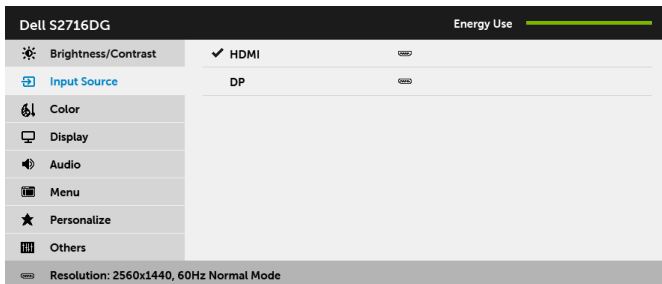 Dell S2716DG
Energy Use
Brightness/Contrast
HDMI
Input Source
DP
Color
Display
Audio
Menu
Personalize
Others
Resolution: 2560x1440, 60Hz Normal Mode